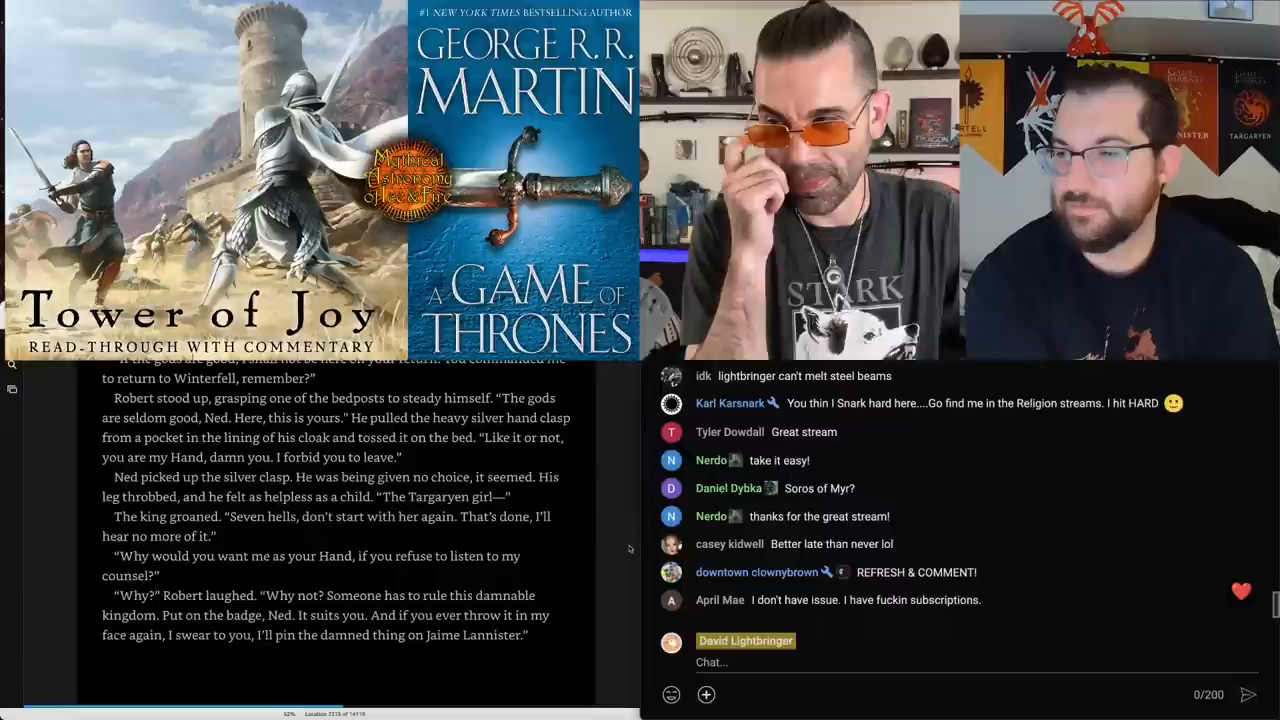 Tower of Joy
READ-THROUGH WITH COMMENTARY
Mythical
Astronomy
of Ice & Fire
#1 NEW YORK TIMES BESTSELLING AUTHOR
GEORGE R.R.
MARTIN
A GAME OF
THRONES
STARK
DRAGON
TARGARYEN
to return to Winterfell, remember?”
Robert stood up, grasping one of the bedposts to steady himself. “The gods
are seldom good, Ned. Here, this is yours." He pulled the heavy silver hand clasp
from a pocket in the lining of his cloak and tossed it on the bed. “Like it or not,
you are my Hand, damn you. I forbid you to leave.”
Ned picked up the silver clasp. He was being given no choice, it seemed. His
leg throbbed, and he felt as helpless as a child. “The Targaryen girl—”
The king groaned. “Seven hells, don’t start with her again. That’s done, I’ll
hear no more of it.”
“Why would you want me as your Hand, if you refuse to listen to my
counsel?”
“Why?” Robert laughed. “Why not? Someone has to rule this damnable
kingdom. Put on the badge, Ned. It suits you. And if you ever throw it in my
face again, I swear to you, I’ll pin the damned thing on Jaime Lannister.”
52% Location 7215 of 14119
idk lightbringer can't melt steel beams
Karl Karsnark You thin I Snark hard here....Go find me in the Religion streams. I hit HARD
T Tyler Dowdall Great stream
N Nerdo take it easy!
D Daniel Dybka Soros of Myr?
N Nerdo thanks for the great stream!
casey kidwell Better late than never lol
downtown clownybrown REFRESH & COMMENT!
A April Mae I don't have issue. I have fuckin subscriptions.
David Lightbringer
Chat...
0/200